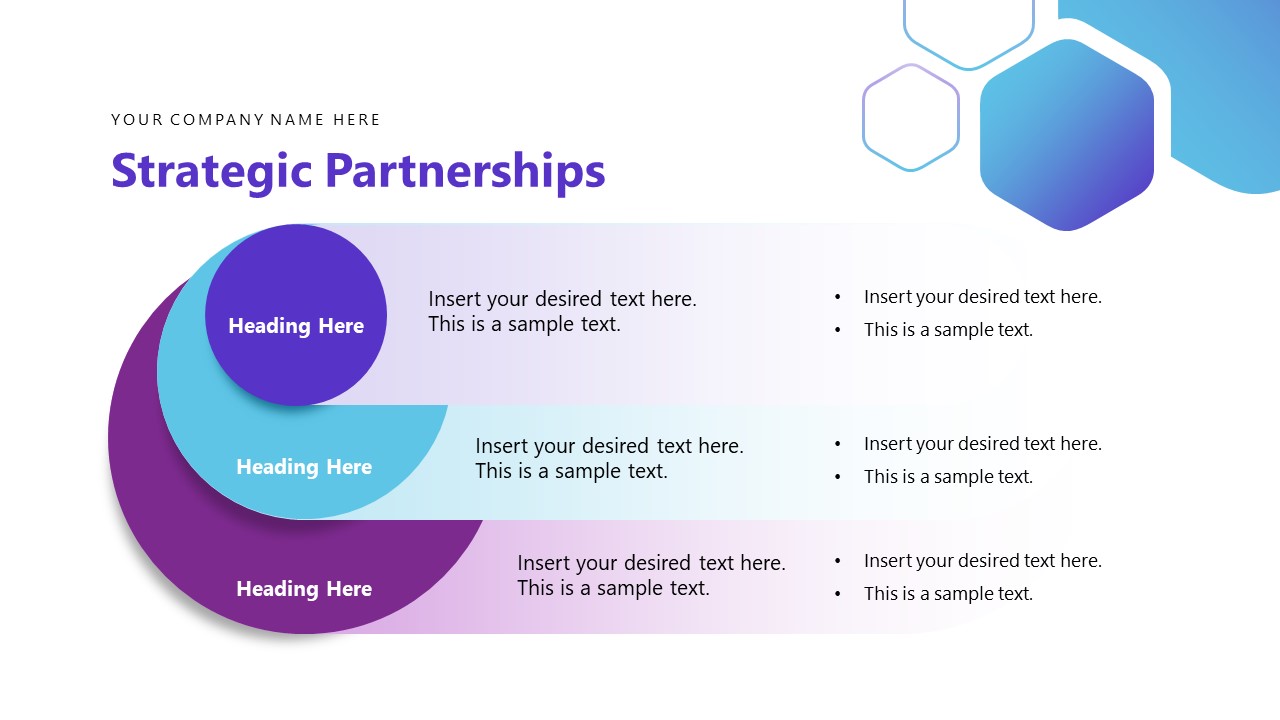 YOUR COMPANY NAME HERE
Strategic Partnerships
Heading Here
Insert your desired text here.
This is a sample text.
• Insert your desired text here.
• This is a sample text.
Heading Here
Insert your desired text here.
This is a sample text.
• Insert your desired text here.
• This is a sample text.
Heading Here
Insert your desired text here.
This is a sample text.
• Insert your desired text here.
• This is a sample text.